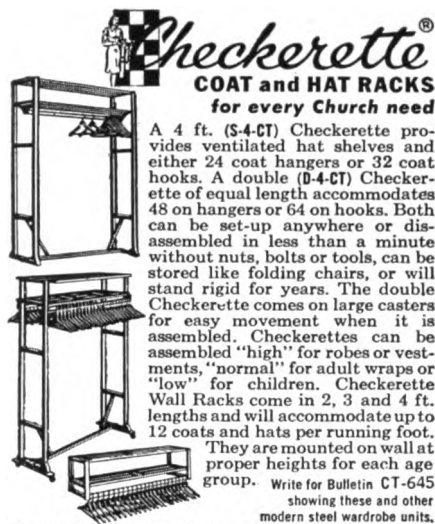 Checkerette®
COAT and HAT RACKS
for every Church need
A 4 ft. (S-4-CT) Checkerette pro-
vides ventilated hat shelves and
either 24 coat hangers or 32 coat
hooks. A double (D-4-CT) Checker-
ette of equal length accommodates
48 on hangers or 64 on hooks. Both
can be set-up anywhere or dis-
assembled in less than a minute
without nuts, bolts or tools, can be
stored like folding chairs, or will
stand rigid for years. The double
Checkerette comes on large casters
for easy movement when it is
assembled. Checkerettes can be
assembled "high" for robes or vest-
ments, "normal" for adult wraps or
"low" for children. Checkerette
Wall Racks come in 2, 3 and 4 ft.
lengths and will accommodate up to
12 coats and hats per running foot.
They are mounted on wall at
proper heights for each age
group. Write for Bulletin CT-645
showing these and other
modern steel wardrobe units.